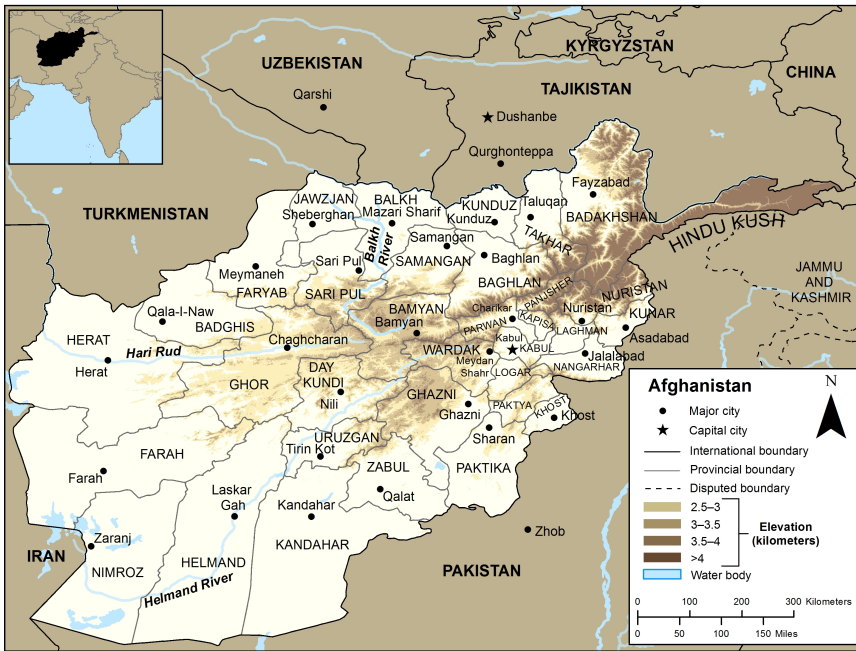 KYRGYZSTAN
UZBEKISTAN
CHINA
TAJIKISTAN
Qarshi
Dushanbe
Qurghonteppa
TURKMENISTAN
Fayzabad
JAWZJAN
BALKH
KUNDUZ
Taluqan
Sheberghan
Mazari Sharif
Kunduz
BADAKHSHAN
HINDU KUSH
TAKHAR
Balkh
River
Samangan
Sari Pul
SAMANGAN
Baghlan
Meymaneh
BAGHLAN
PANJSHER
NURISTAN
JAMMU
AND
KASHMIR
FARYAB
SARI PUL
Qala-I-Naw
BAMYAN
Charikar
Nuristan
KUNAR
BADGHIS
Bamyan
PARWAN
KAPISA
LAGHMAN
HERAT
Hari Rud
Chaghcharan
Kabul
KABUL
Asadabad
WARDAK
Meydan
Shahr
Jalalabad
Herat
DAY
KUNDI
LOGAR
NANGARHAR
GHOR
GHAZNI
Nili
Ghazni
PAKTYA
KHOST
Khost
URUZGAN
Sharan
FARAH
Tirin Kot
ZABUL
PAKTIKA
Farah
Laskar
Gah
Kandahar
Qalat
Zaranj
Zhob
IRAN
KANDAHAR
HELMAND
NIMROZ
Helmand River
PAKISTAN
Afghanistan
N
Major city
Capital city
International boundary
Provincial boundary
Disputed boundary
2.5–3
3–3.5
3.5–4
>4
Elevation
(kilometers)
Water body
0 100 200 300 Kilometers
0 50 100 150 Miles